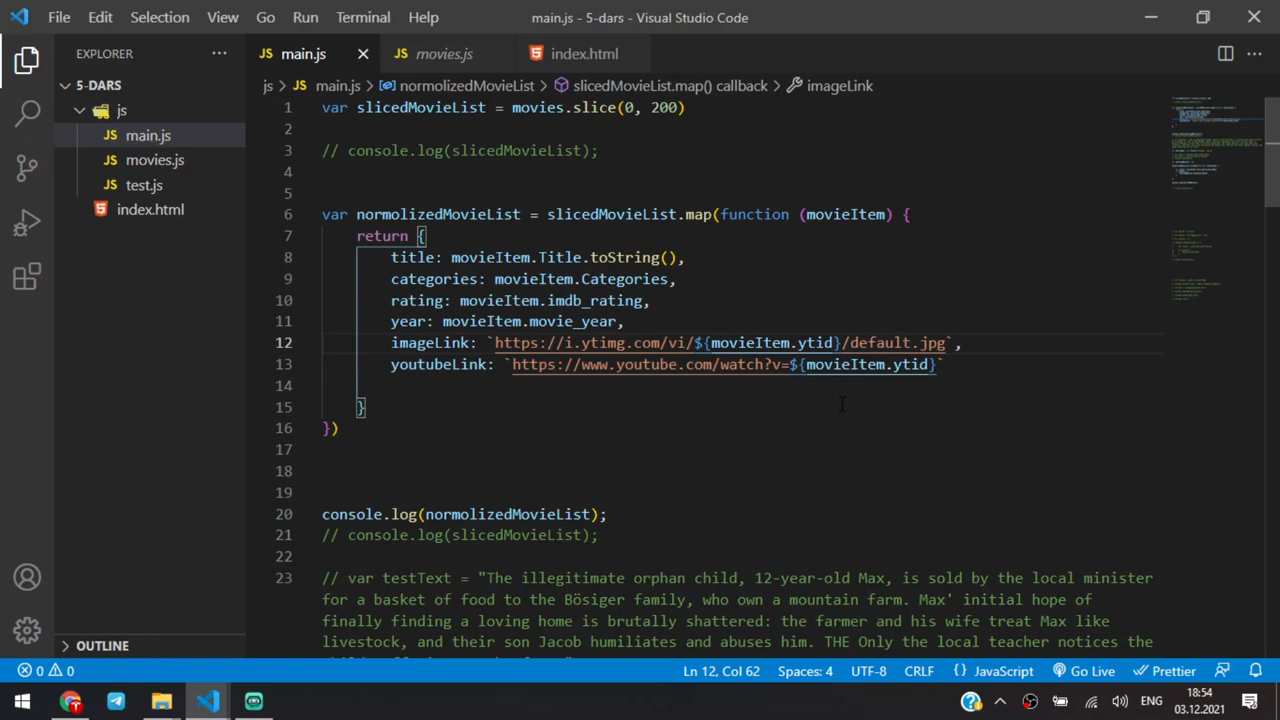 File Edit Selection View Go Run Terminal Help main.js - 5-dars - Visual Studio Code
EXPLORER
JS main.js JS movies.js index.html
5-DARS
js
JS main.js
JS movies.js
JS test.js
index.html
OUTLINE
js > JS main.js > normolizedMovieList > slicedMovieList.map() callback > imageLink
1 var slicedMovieList = movies.slice(0, 200)
2
3 // console.log(slicedMovieList);
4
5
6 var normolizedMovieList = slicedMovieList.map(function (movieItem) {
7 return {
8 title: movieItem.Title.toString(),
9 categories: movieItem.Categories,
10 rating: movieItem.imdb_rating,
11 year: movieItem.movie_year,
12 imageLink: `https://i.ytimg.com/vi/${movieItem.ytid}/default.jpg`,
13 youtubeLink: `https://www.youtube.com/watch?v=${movieItem.ytid}`
14
15 }
16 })
17
18
19
20 console.log(normolizedMovieList);
21 // console.log(slicedMovieList);
22
23 // var testText = "The illegitimate orphan child, 12-year-old Max, is sold by the local minister
for a basket of food to the Bösiger family, who own a mountain farm. Max' initial hope of
finally finding a loving home is brutally shattered: the farmer and his wife treat Max like
livestock, and their son Jacob humiliates and abuses him. THE Only the local teacher notices the
0 0 Ln 12, Col 62 Spaces: 4 UTF-8 CRLF {} JavaScript Go Live Prettier
ENG 18:54
03.12.2021